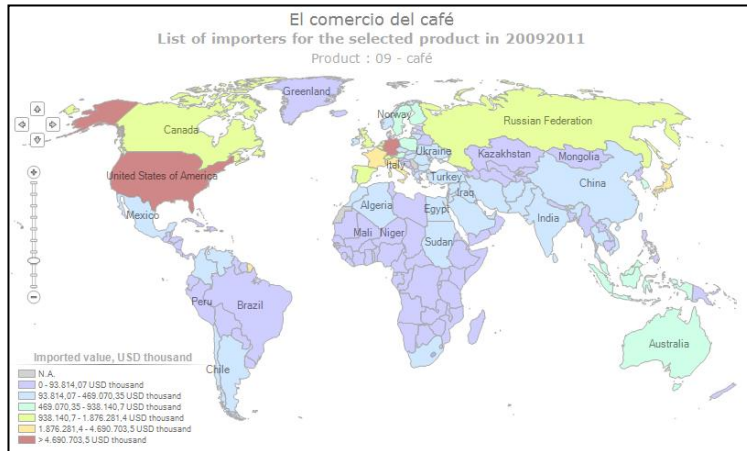 El comercio del café
List of importers for the selected product in 20092011
Product : 09 - café
Greenland
Norway
Canada
Russian Federation
Ukraine
Italy
Kazakhstan
Mongolia
United States of America
Turkey
China
Iraq
Mexico
Algeria
Egypt
India
Mali
Niger
Sudan
Peru
Brazil
Australia
Imported value, USD thousand
Chile
N.A.
0 - 93.814,07 USD thousand
93.814,07 - 469.070,35 USD thousand
469.070,35 - 938.140,7 USD thousand
938.140,7 - 1.876.281,4 USD thousand
1.876.281,4 - 4.690.703,5 USD thousand
> 4.690.703,5 USD thousand